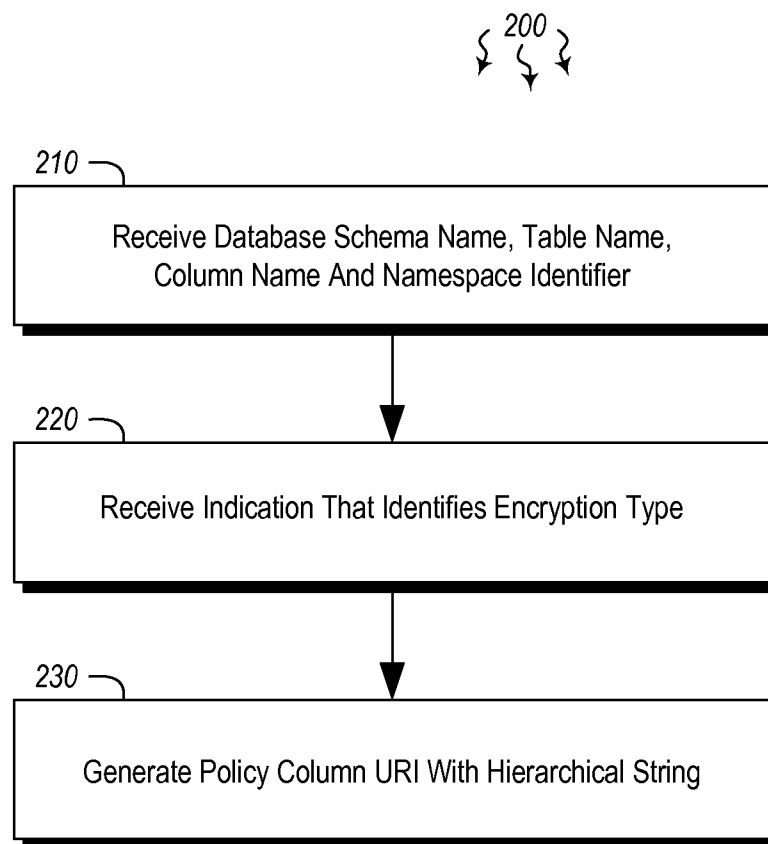 200
210
Receive Database Schema Name, Table Name,
Column Name And Namespace Identifier
220
Receive Indication That Identifies Encryption Type
230
Generate Policy Column URI With Hierarchical String